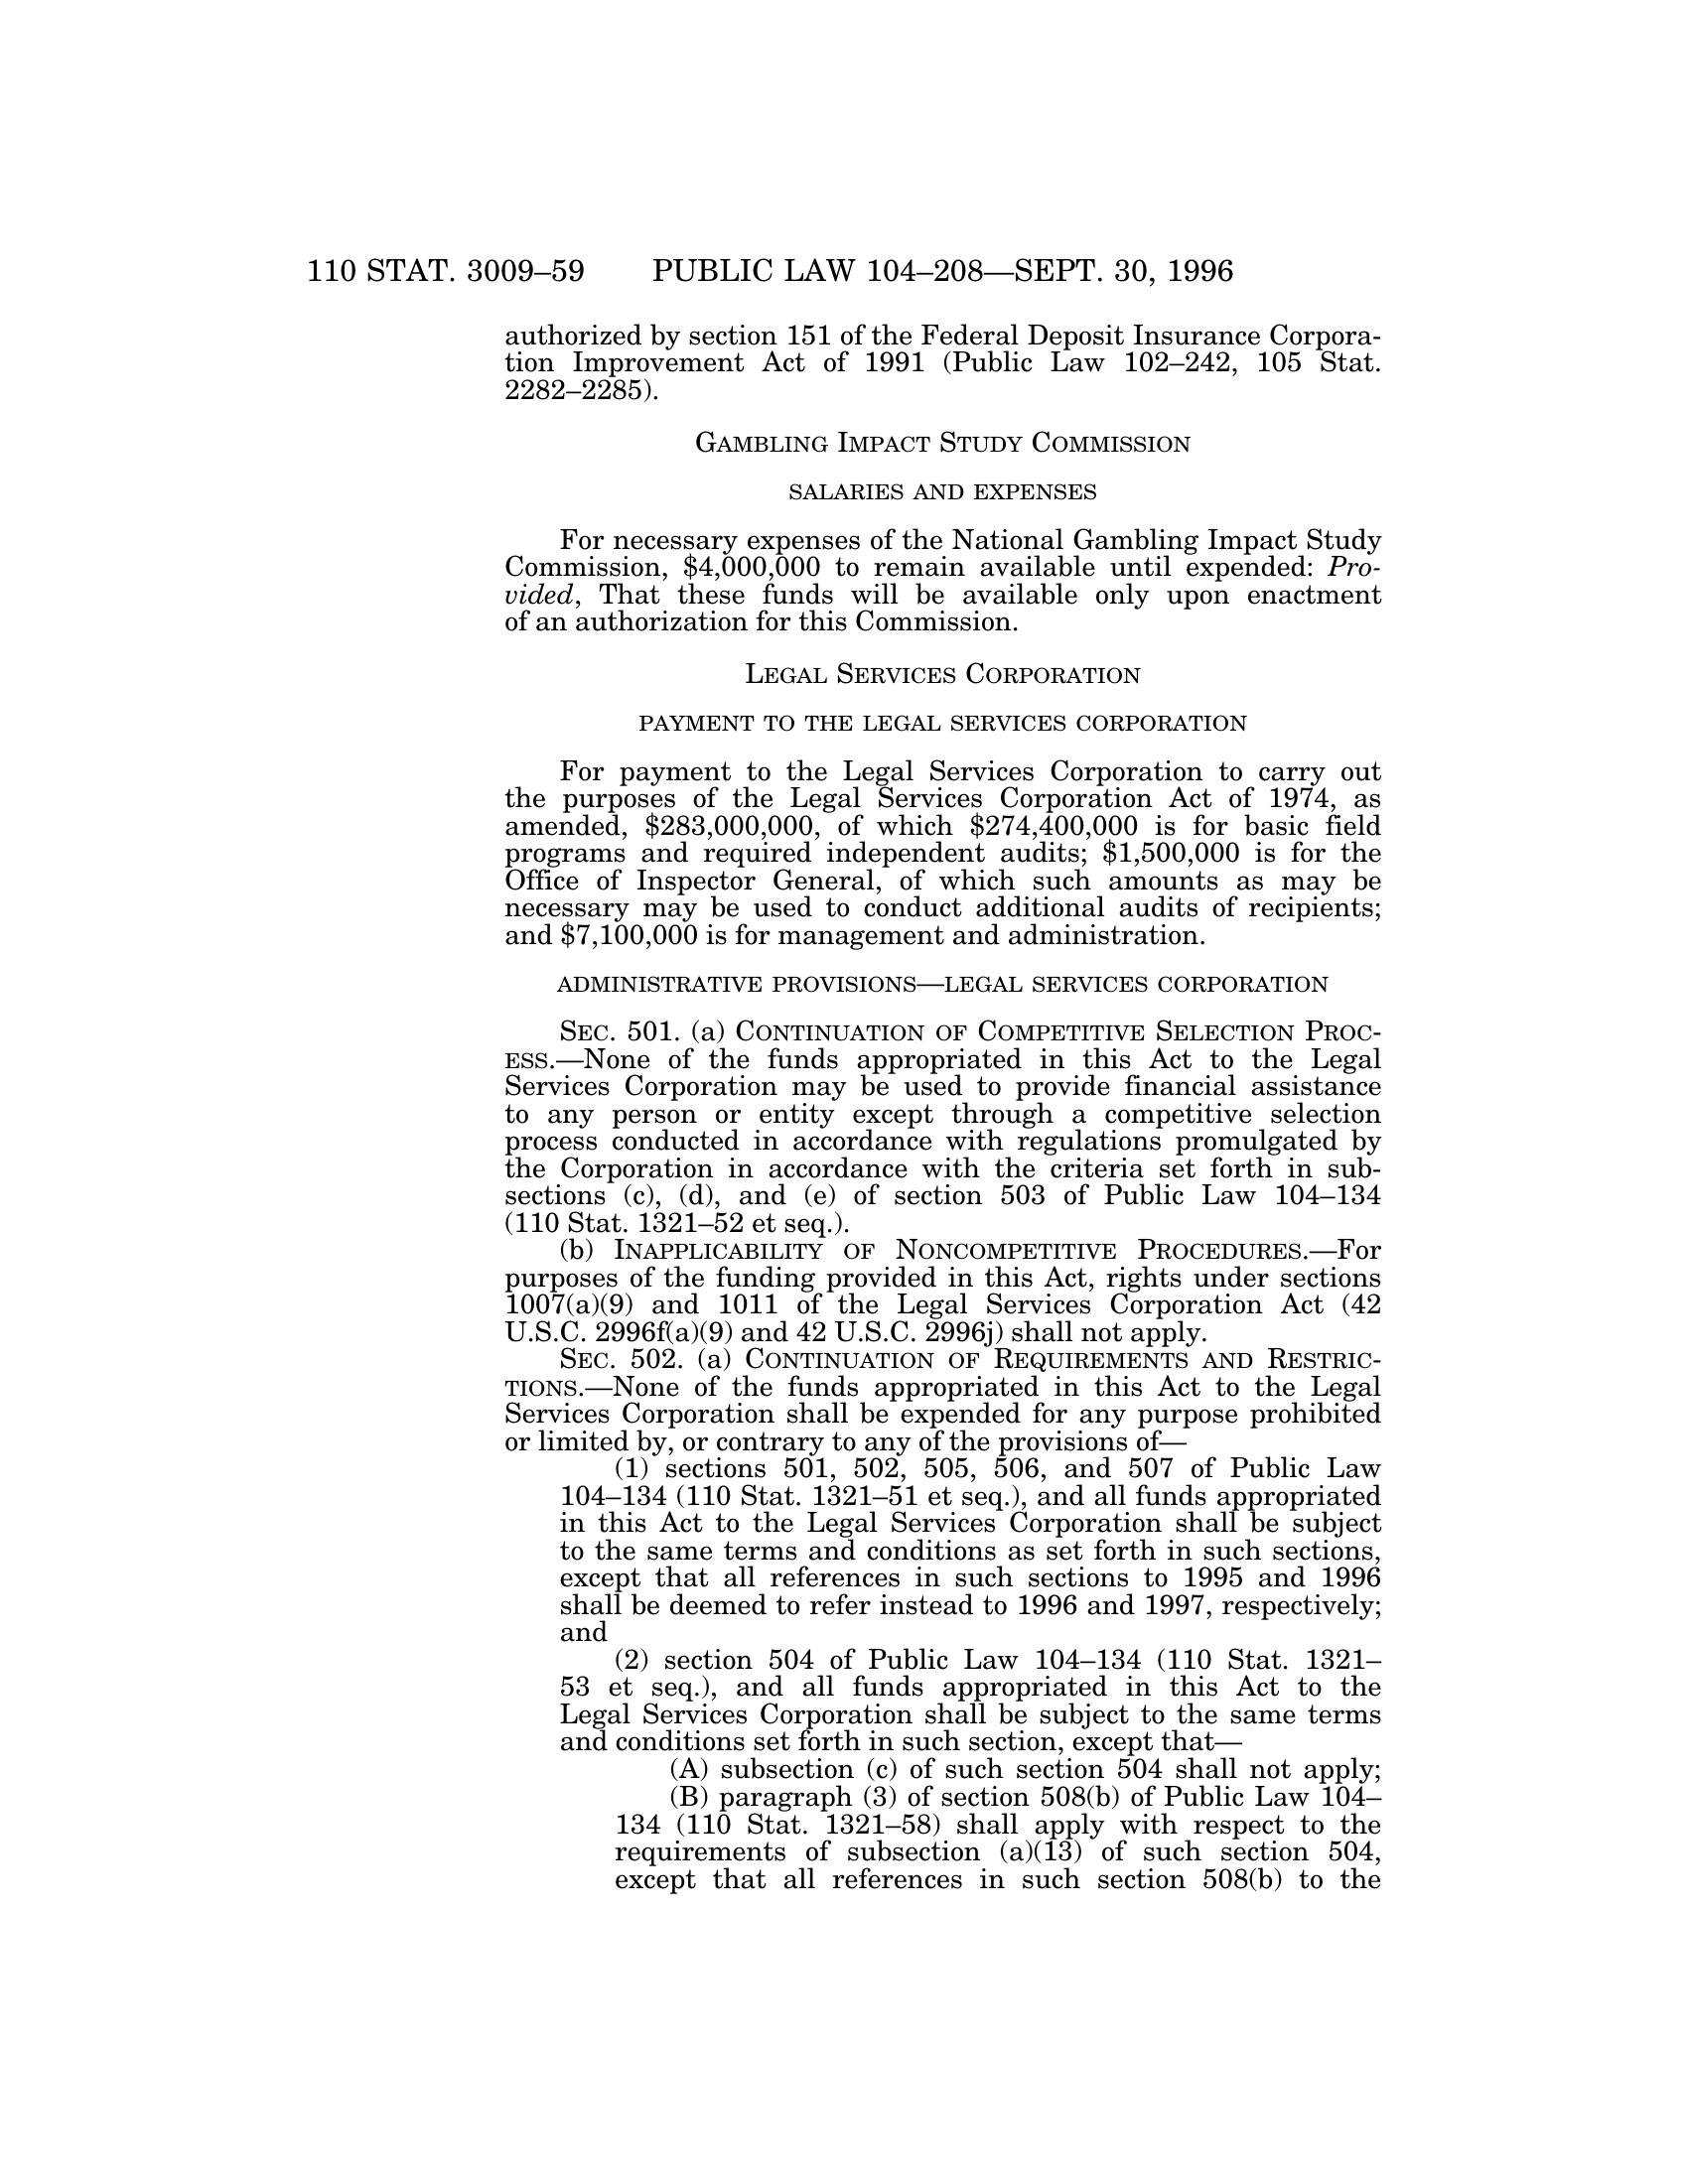 110 STAT. 3009–59 PUBLIC LAW 104–208—SEPT. 30, 1996
authorized by section 151 of the Federal Deposit Insurance Corpora-
tion Improvement Act of 1991 (Public Law 102–242, 105 Stat.
2282–2285).
GAMBLING IMPACT STUDY COMMISSION
SALARIES AND EXPENSES
For necessary expenses of the National Gambling Impact Study
Commission, $4,000,000 to remain available until expended: Pro-
vided, That these funds will be available only upon enactment
of an authorization for this Commission.
LEGAL SERVICES CORPORATION
PAYMENT TO THE LEGAL SERVICES CORPORATION
For payment to the Legal Services Corporation to carry out
the purposes of the Legal Services Corporation Act of 1974, as
amended, $283,000,000, of which $274,400,000 is for basic field
programs and required independent audits; $1,500,000 is for the
Office of Inspector General, of which such amounts as may be
necessary may be used to conduct additional audits of recipients;
and $7,100,000 is for management and administration.
ADMINISTRATIVE PROVISIONS—LEGAL SERVICES CORPORATION
SEC. 501. (a) CONTINUATION OF COMPETITIVE SELECTION PROC-
ESS.—None of the funds appropriated in this Act to the Legal
Services Corporation may be used to provide financial assistance
to any person or entity except through a competitive selection
process conducted in accordance with regulations promulgated by
the Corporation in accordance with the criteria set forth in sub-
sections (c), (d), and (e) of section 503 of Public Law 104–134
(110 Stat. 1321–52 et seq.).
(b) INAPPLICABILITY OF NONCOMPETITIVE PROCEDURES.—For
purposes of the funding provided in this Act, rights under sections
1007(a)(9) and 1011 of the Legal Services Corporation Act (42
U.S.C. 2996f(a)(9) and 42 U.S.C. 2996j) shall not apply.
SEC. 502. (a) CONTINUATION OF REQUIREMENTS AND RESTRIC-
TIONS.—None of the funds appropriated in this Act to the Legal
Services Corporation shall be expended for any purpose prohibited
or limited by, or contrary to any of the provisions of—
(1) sections 501, 502, 505, 506, and 507 of Public Law
104–134 (110 Stat. 1321–51 et seq.), and all funds appropriated
in this Act to the Legal Services Corporation shall be subject
to the same terms and conditions as set forth in such sections,
except that all references in such sections to 1995 and 1996
shall be deemed to refer instead to 1996 and 1997, respectively;
and
(2) section 504 of Public Law 104–134 (110 Stat. 1321–
53 et seq.), and all funds appropriated in this Act to the
Legal Services Corporation shall be subject to the same terms
and conditions set forth in such section, except that—
(A) subsection (c) of such section 504 shall not apply;
(B) paragraph (3) of section 508(b) of Public Law 104–
134 (110 Stat. 1321–58) shall apply with respect to the
requirements of subsection (a)(13) of such section 504,
except that all references in such section 508(b) to the